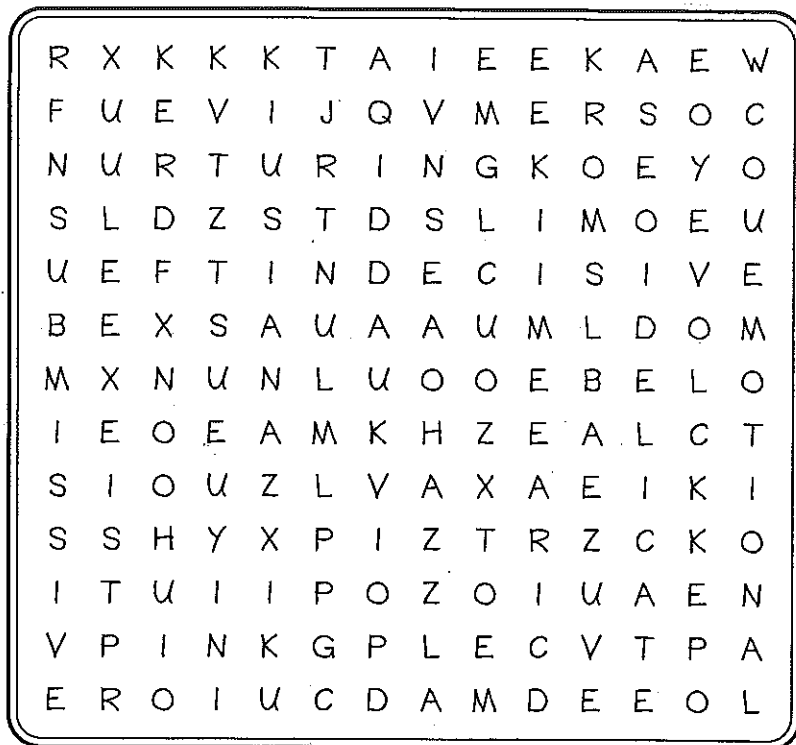 R X K K K T A I E E K A E W
F U E V I J Q V M E R S O C
N U R T U R I N G K O E Y O
S L D Z S T D S L I M O E U
U E F T I N D E C I S I V E
B E X S A U A A U M L D O M
M X N U N L U O O E B E L O
I E O E A M K H Z E A L C T
S I O U Z L V A X A E I K I
S S H Y X P I Z T R Z C K O
I T U I I P O Z O I U A E N
V P I N K G P L E C V T P A
E R O I U C D A M D E E O L